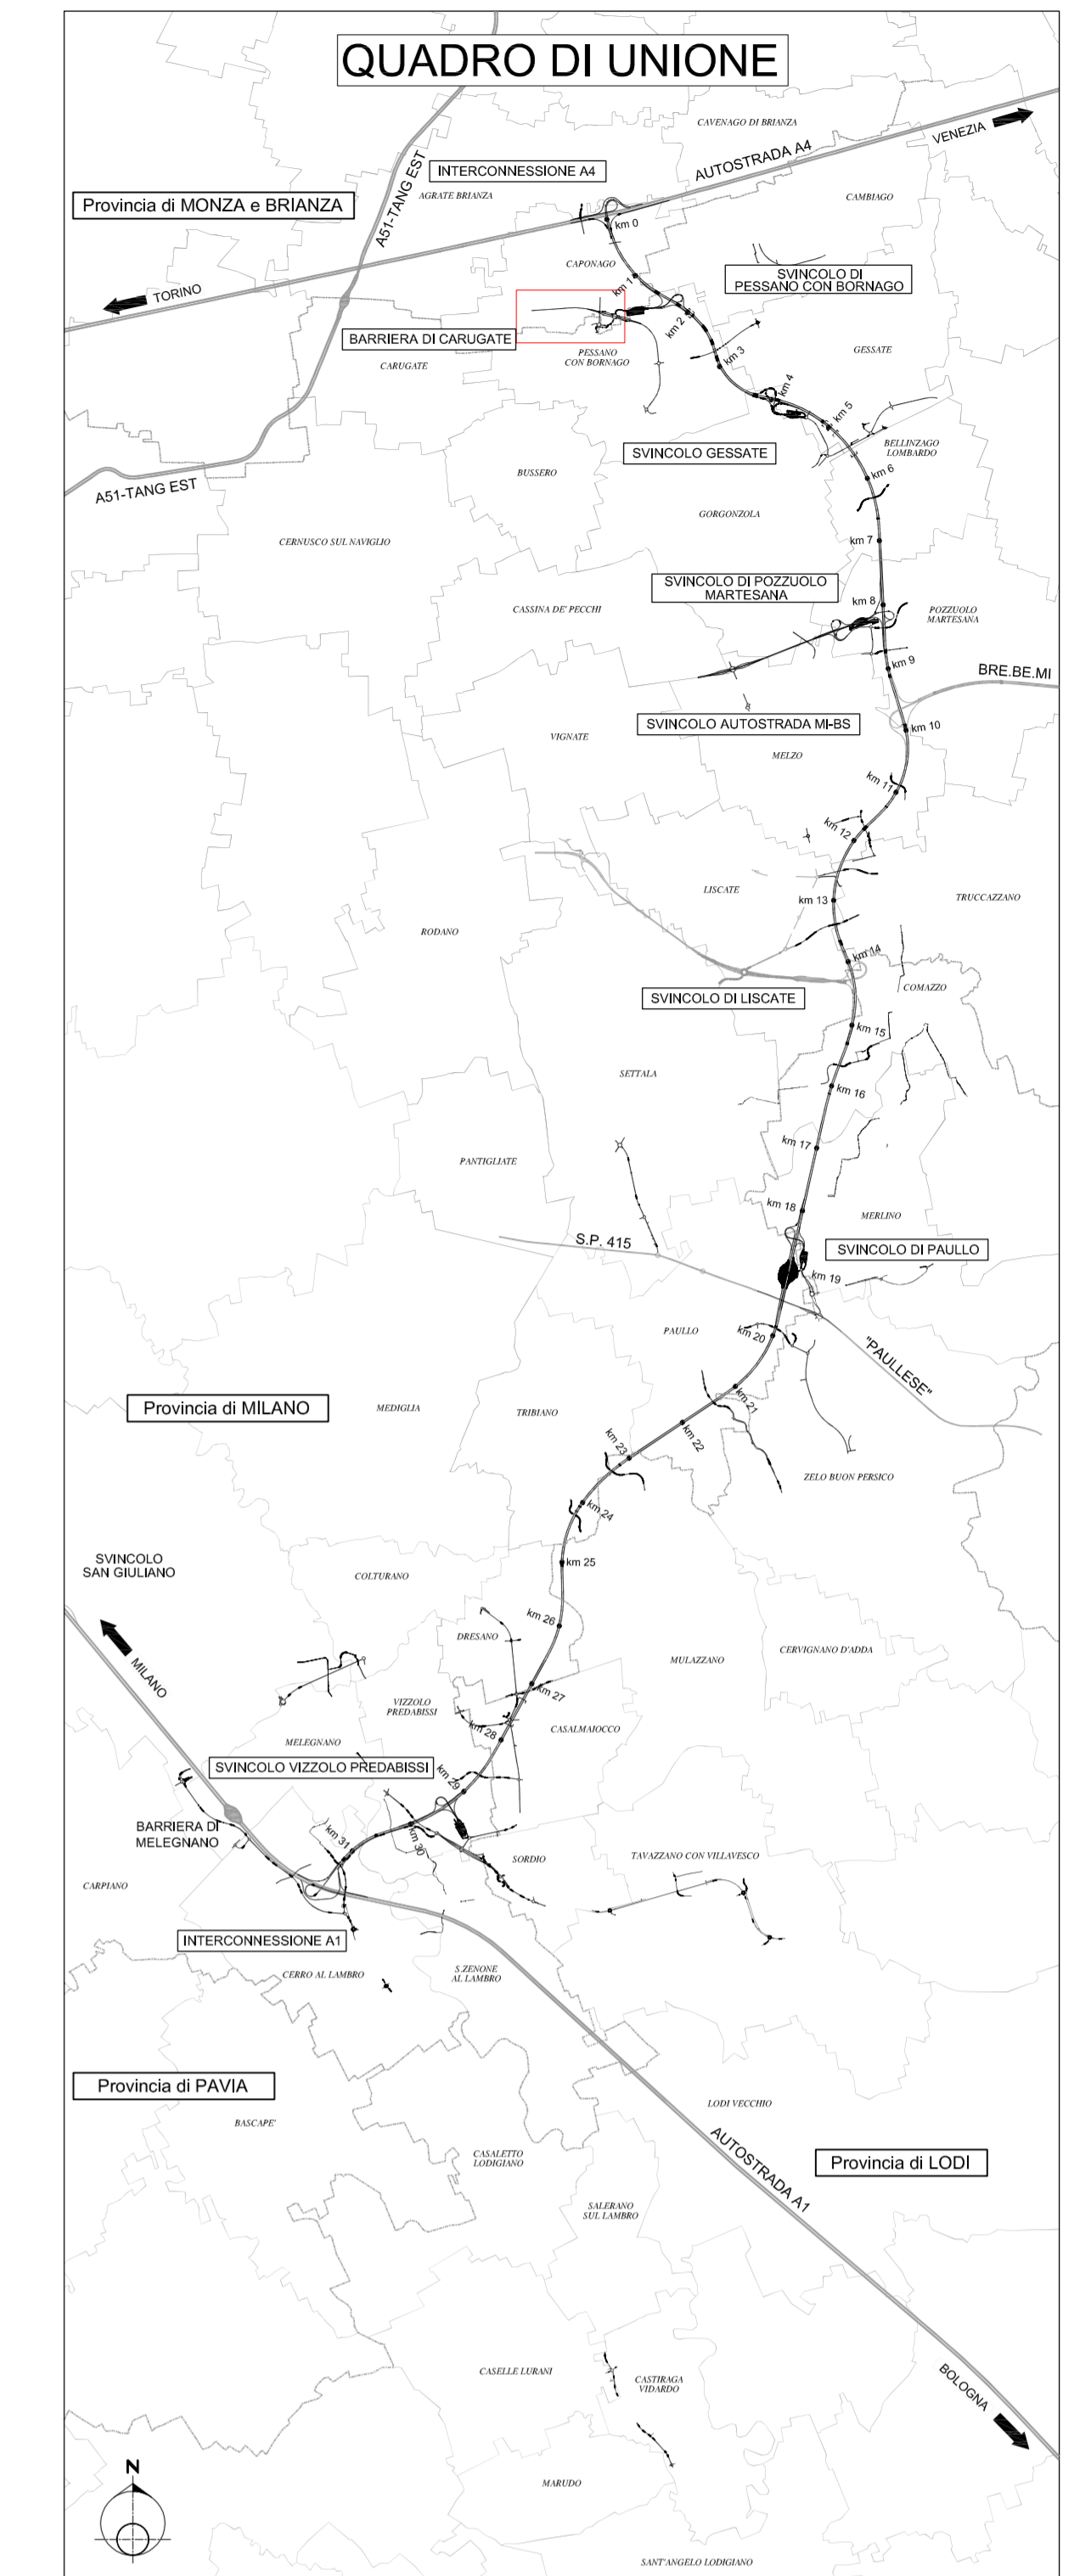 QUADRO DI UNIONE
CAVENAGO DI BRIANZA
VENEZIA
AUTOSTRADA A4
A51-TANG EST
INTERCONNESSIONE A4
AGRATE BRIANZA
CAMBIAGO
Provincia di MONZA e BRIANZA
km 0
CAPONAGO
SVINCOLO DI
PESSANO CON BORNAGO
TORINO
km 1
km 2
BARRIERA DI CARUGATE
CARUGATE
PESSANO
CON BORNAGO
km 3
GESSATE
km 4
km 5
SVINCOLO GESSATE
BELLINZAGO
LOMBARDO
BUSSERO
km 6
A51-TANG EST
GORGONZOLA
CERNUSCO SUL NAVIGLIO
km 7
SVINCOLO DI POZZUOLO
MARTESANA
CASSINA DE' PECCHI
km 8
POZZUOLO
MARTESANA
km 9
BRE.BE.MI
SVINCOLO AUTOSTRADA MI-BS
VIGNATE
km 10
MELZO
km 11
km 12
LISCATE
km 13
TRUCCAZZANO
RODANO
km 14
SVINCOLO DI LISCATE
COMAZZO
km 15
SETTALA
km 16
km 17
PANTIGLIATE
km 18
MERLINO
S.P. 415
SVINCOLO DI PAULLO
km 19
PAULLO
km 20
"PAULLESE"
km 21
Provincia di MILANO
MEDIGLIA
TRIBIANO
km 22
km 23
ZELO BUON PERSICO
km 24
SVINCOLO
SAN GIULIANO
km 25
COLTURANO
km 26
DRESANO
MULAZZANO
CERVIGNANO D'ADDA
MILANO
km 27
VIZZOLO
PREDABISSI
km 28
CASALMAIOCCO
MELEGNANO
SVINCOLO VIZZOLO PREDABISSI
km 29
BARRIERA DI
MELEGNANO
km 31
km 30
SORDIO
TAVAZZANO CON VILLAVESCO
CARPIANO
INTERCONNESSIONE A1
CERRO AL LAMBRO
S.ZENONE
AL LAMBRO
Provincia di PAVIA
LODI VECCHIO
BASCAPE'
AUTOSTRADA A1
CASALETTO
LODIGIANO
Provincia di LODI
SALERANO
SUL LAMBRO
CASELLE LURANI
CASTIRAGA
VIDARDO
BOLOGNA
N
MARUDO
SANT'ANGELO LODIGIANO